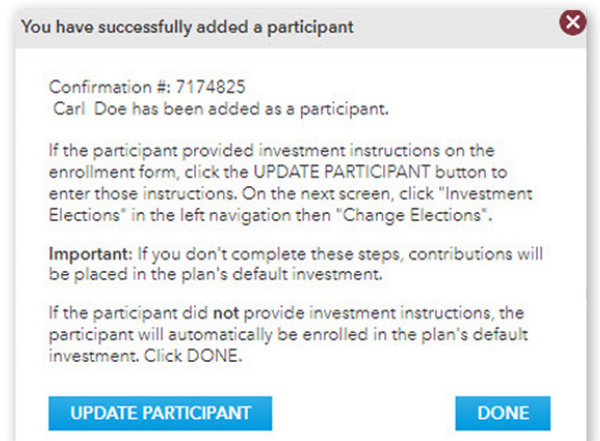 You have successfully added a participant
Confirmation #: 7174825
Carl Doe has been added as a participant.
If the participant provided investment instructions on the
enrollment form, click the UPDATE PARTICIPANT button to
enter those instructions. On the next screen, click "Investment
Elections" in the left navigation then "Change Elections".
Important: If you don't complete these steps, contributions will
be placed in the plan's default investment.
If the participant did not provide investment instructions, the
participant will automatically be enrolled in the plan's default
investment. Click DONE.
UPDATE PARTICIPANT DONE